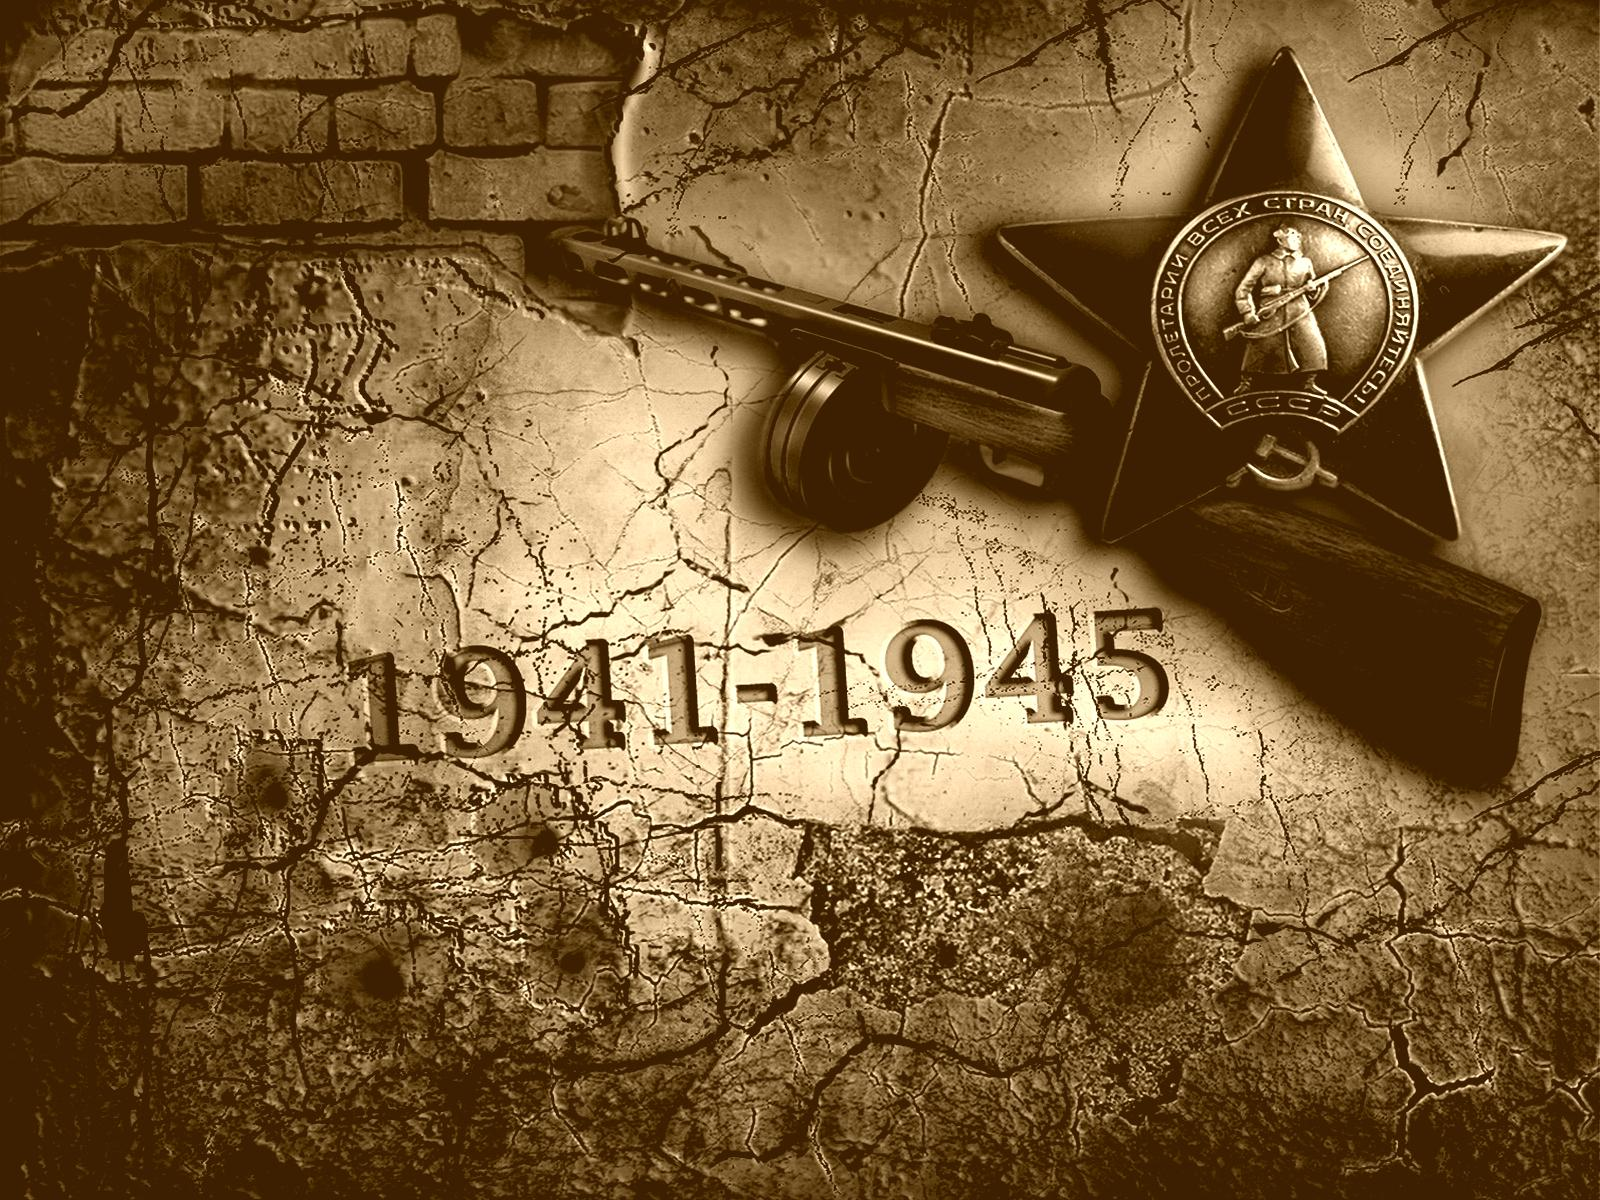 ПРОЛЕТАРИИ ВСЕХ СТРАН СОЕДИНЯЙТЕСЬ!
СССР
1941-1945